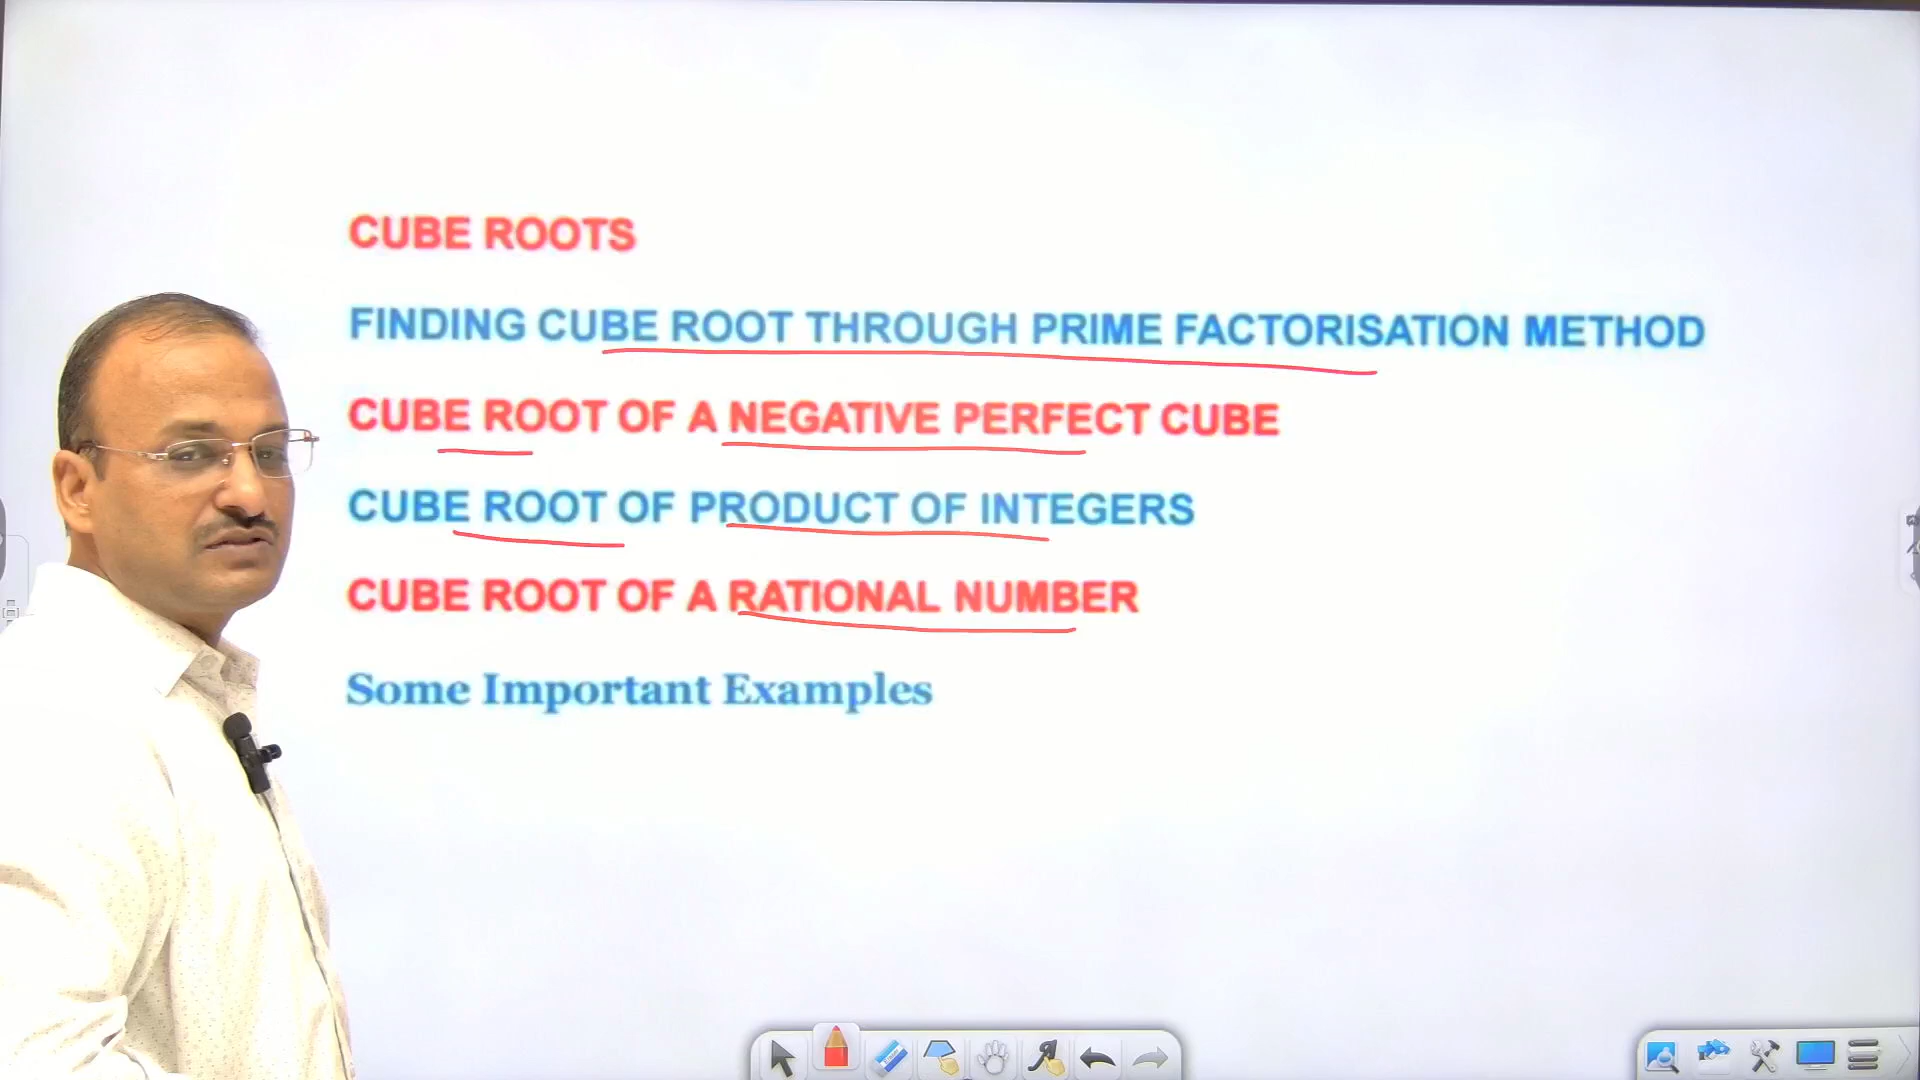 CUBE ROOTS
FINDING CUBE ROOT THROUGH PRIME FACTORISATION METHOD
CUBE ROOT OF A NEGATIVE PERFECT CUBE
CUBE ROOT OF PRODUCT OF INTEGERS
CUBE ROOT OF A RATIONAL NUMBER
Some Important Examples